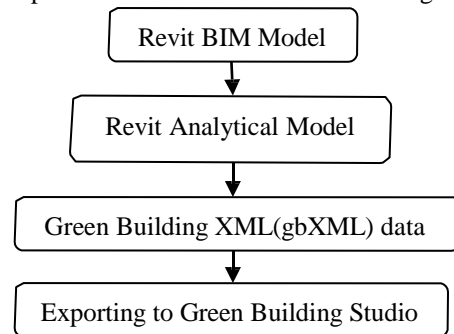 Revit BIM Model
Revit Analytical Model
Green Building XML(gbXML) data
Exporting to Green Building Studio